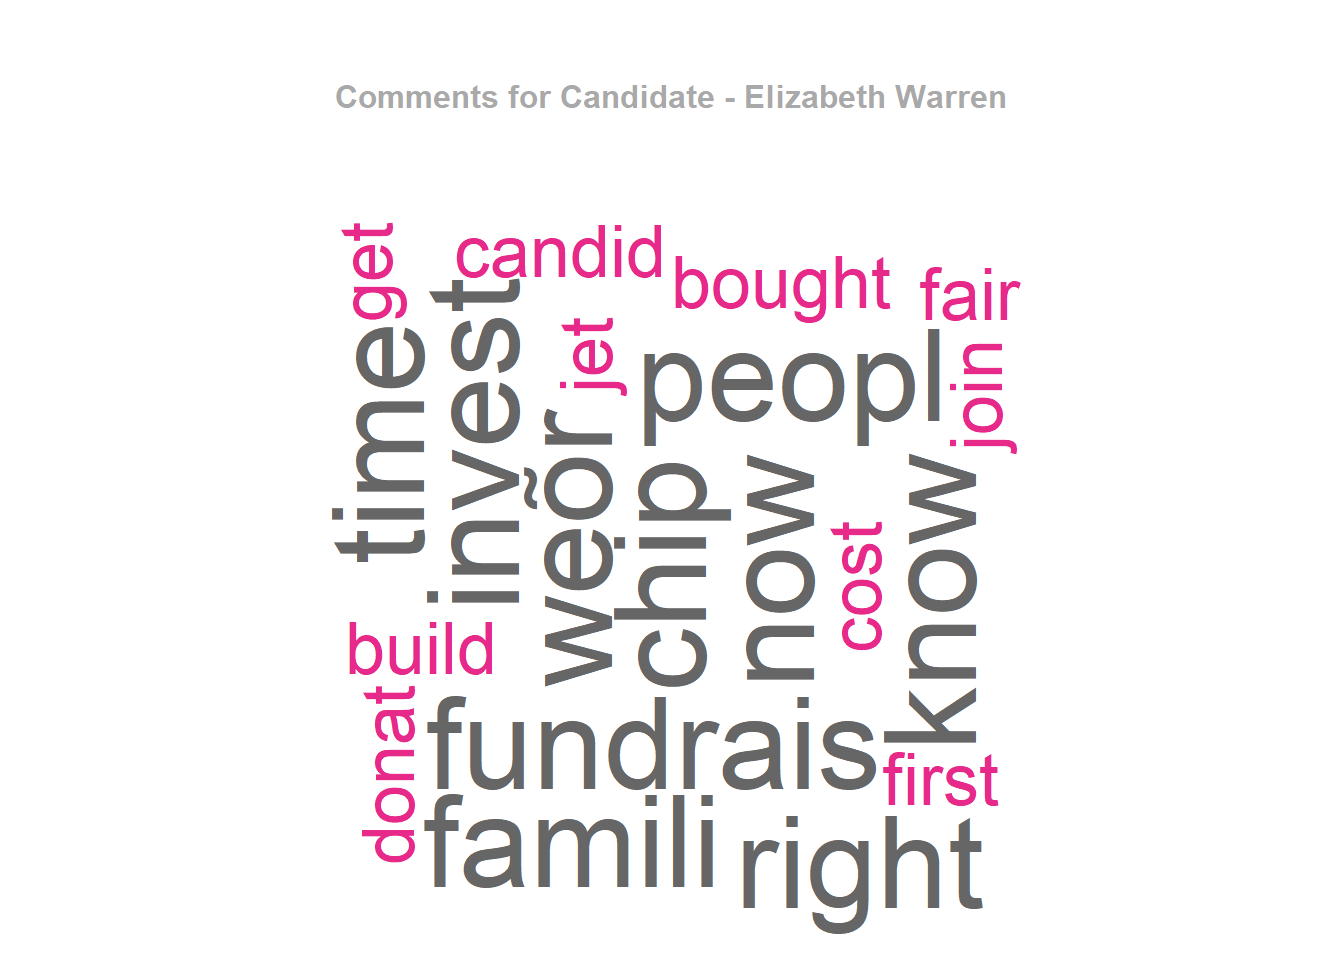 Comments for Candidate - Elizabeth Warren
get
candid
bought
fair
time
invest
jet
peopl
join
weõr
chip
now
cost
know
build
donat
fundrais
first
famili
right